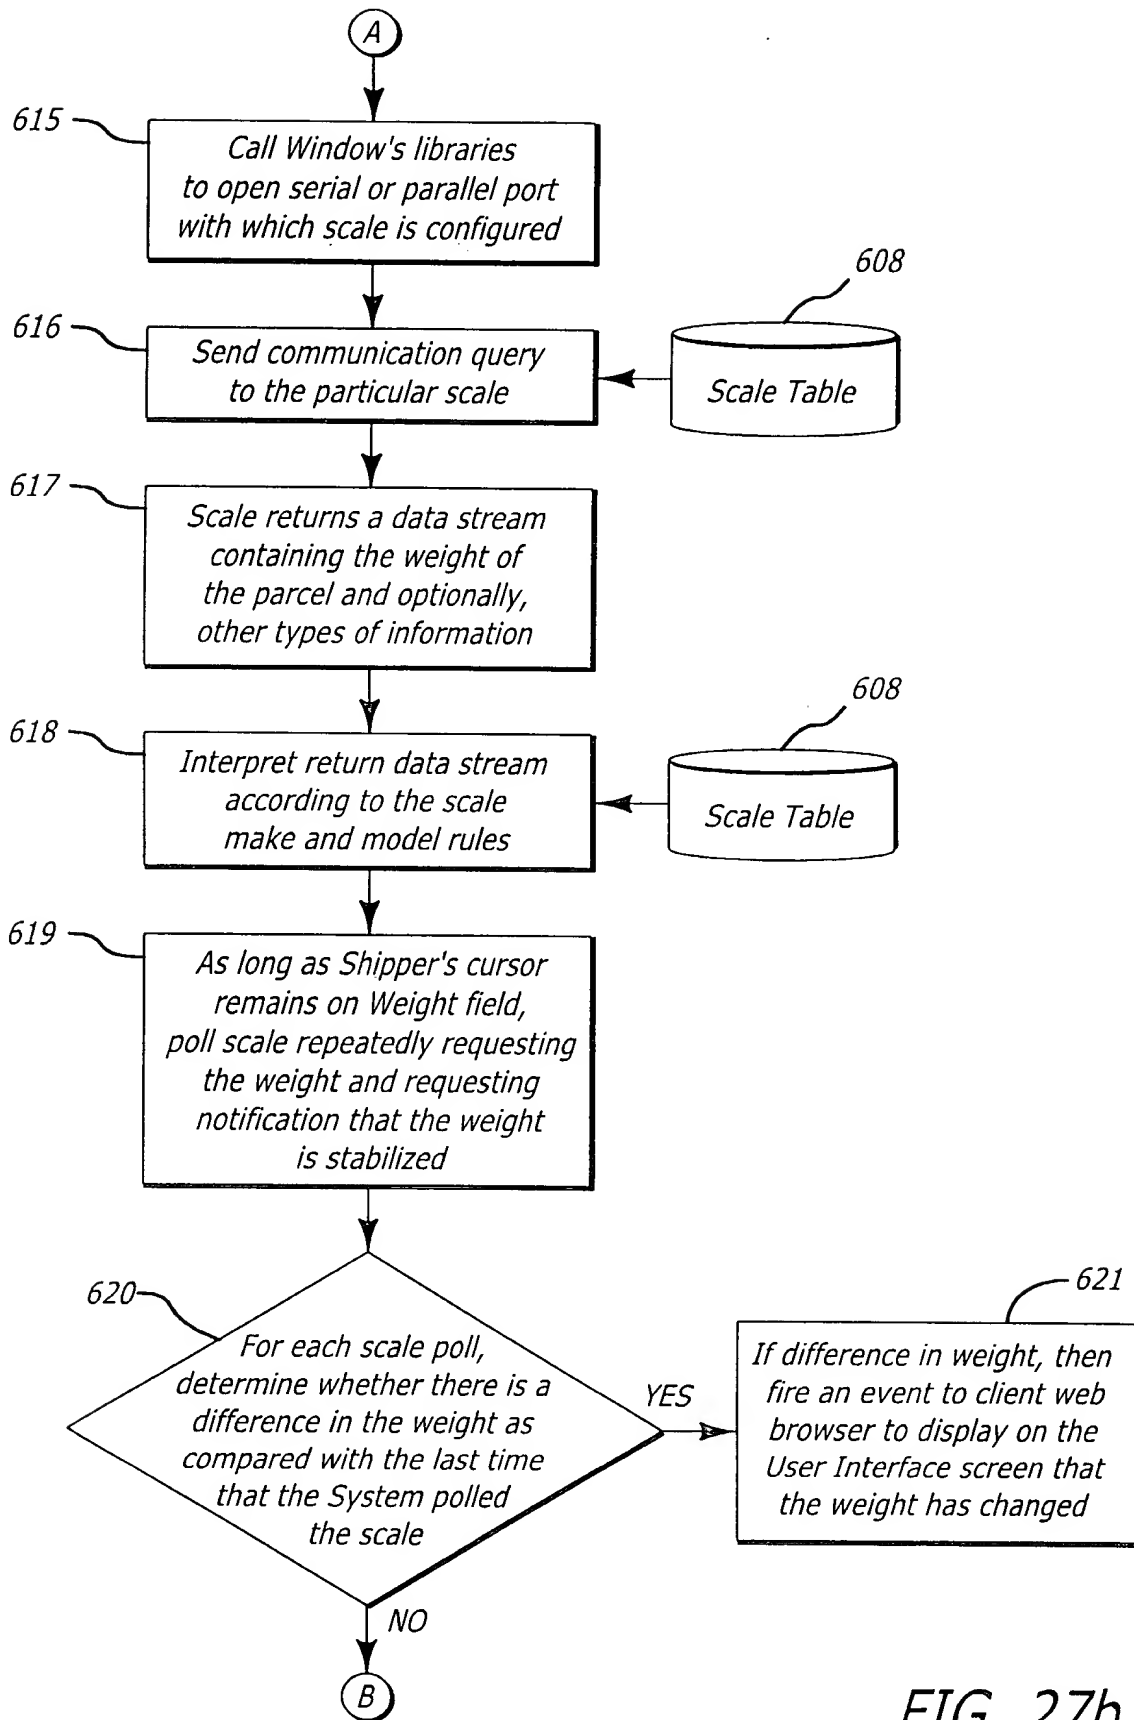 A
615
Call Window's libraries
to open serial or parallel port
with which scale is configured
608
616
Send communication query
to the particular scale
Scale Table
617
Scale returns a data stream
containing the weight of
the parcel and optionally,
other types of information
608
618
Interpret return data stream
according to the scale
make and model rules
Scale Table
619
As long as Shipper's cursor
remains on Weight field,
poll scale repeatedly requesting
the weight and requesting
notification that the weight
is stabilized
620
For each scale poll,
determine whether there is a
difference in the weight as
compared with the last time
that the System polled
the scale
YES
621
If difference in weight, then
fire an event to client web
browser to display on the
User Interface screen that
the weight has changed
NO
B
FIG. 27b